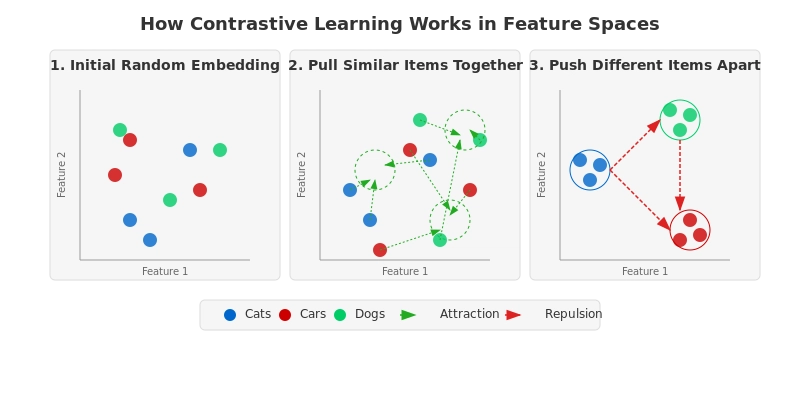 How Contrastive Learning Works in Feature Spaces
1. Initial Random Embedding
2. Pull Similar Items Together
3. Push Different Items Apart
Feature 2
Feature 1
Feature 2
Feature 1
Feature 2
Feature 1
Cats Cars Dogs Attraction Repulsion